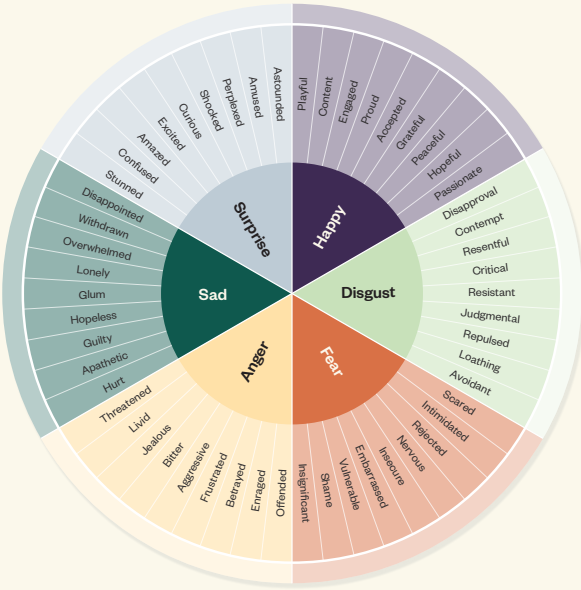 Happy
Playful
Content
Engaged
Proud
Accepted
Grateful
Peaceful
Hopeful
Passionate
Disgust
Disapproval
Contempt
Resentful
Critical
Resistant
Judgmental
Repulsed
Loathing
Avoidant
Fear
Scared
Intimidated
Rejected
Nervous
Insecure
Embarrassed
Vulnerable
Shame
Insignificant
Anger
Offended
Enraged
Betrayed
Frustrated
Aggressive
Bitter
Jealous
Livid
Threatened
Sad
Hurt
Apathetic
Guilty
Hopeless
Glum
Lonely
Overwhelmed
Withdrawn
Disappointed
Surprise
Stunned
Confused
Amazed
Excited
Curious
Shocked
Perplexed
Amused
Astounded